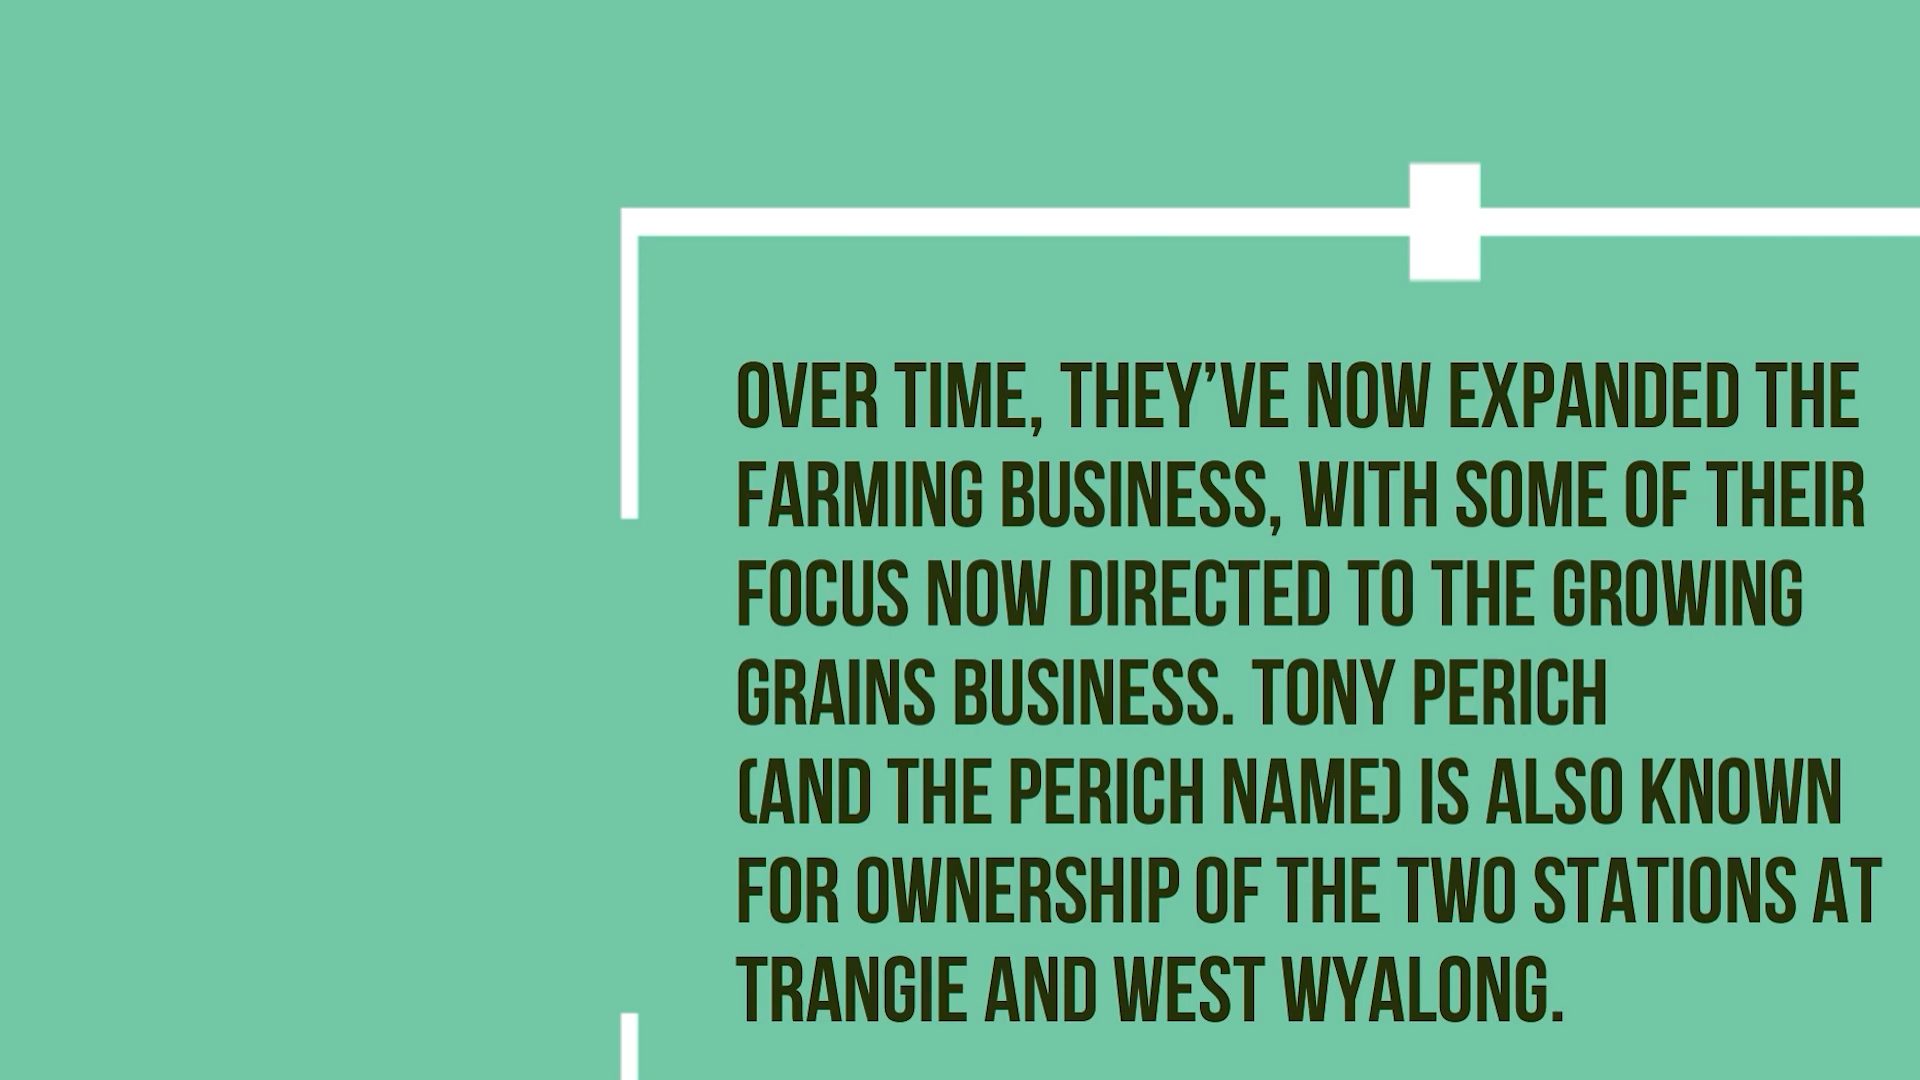 OVER TIME, THEY’VE NOW EXPANDED THE
FARMING BUSINESS, WITH SOME OF THEIR
FOCUS NOW DIRECTED TO THE GROWING
GRAINS BUSINESS. TONY PERICH
(AND THE PERICH NAME) IS ALSO KNOWN
FOR OWNERSHIP OF THE TWO STATIONS AT
TRANGIE AND WEST WYALONG.